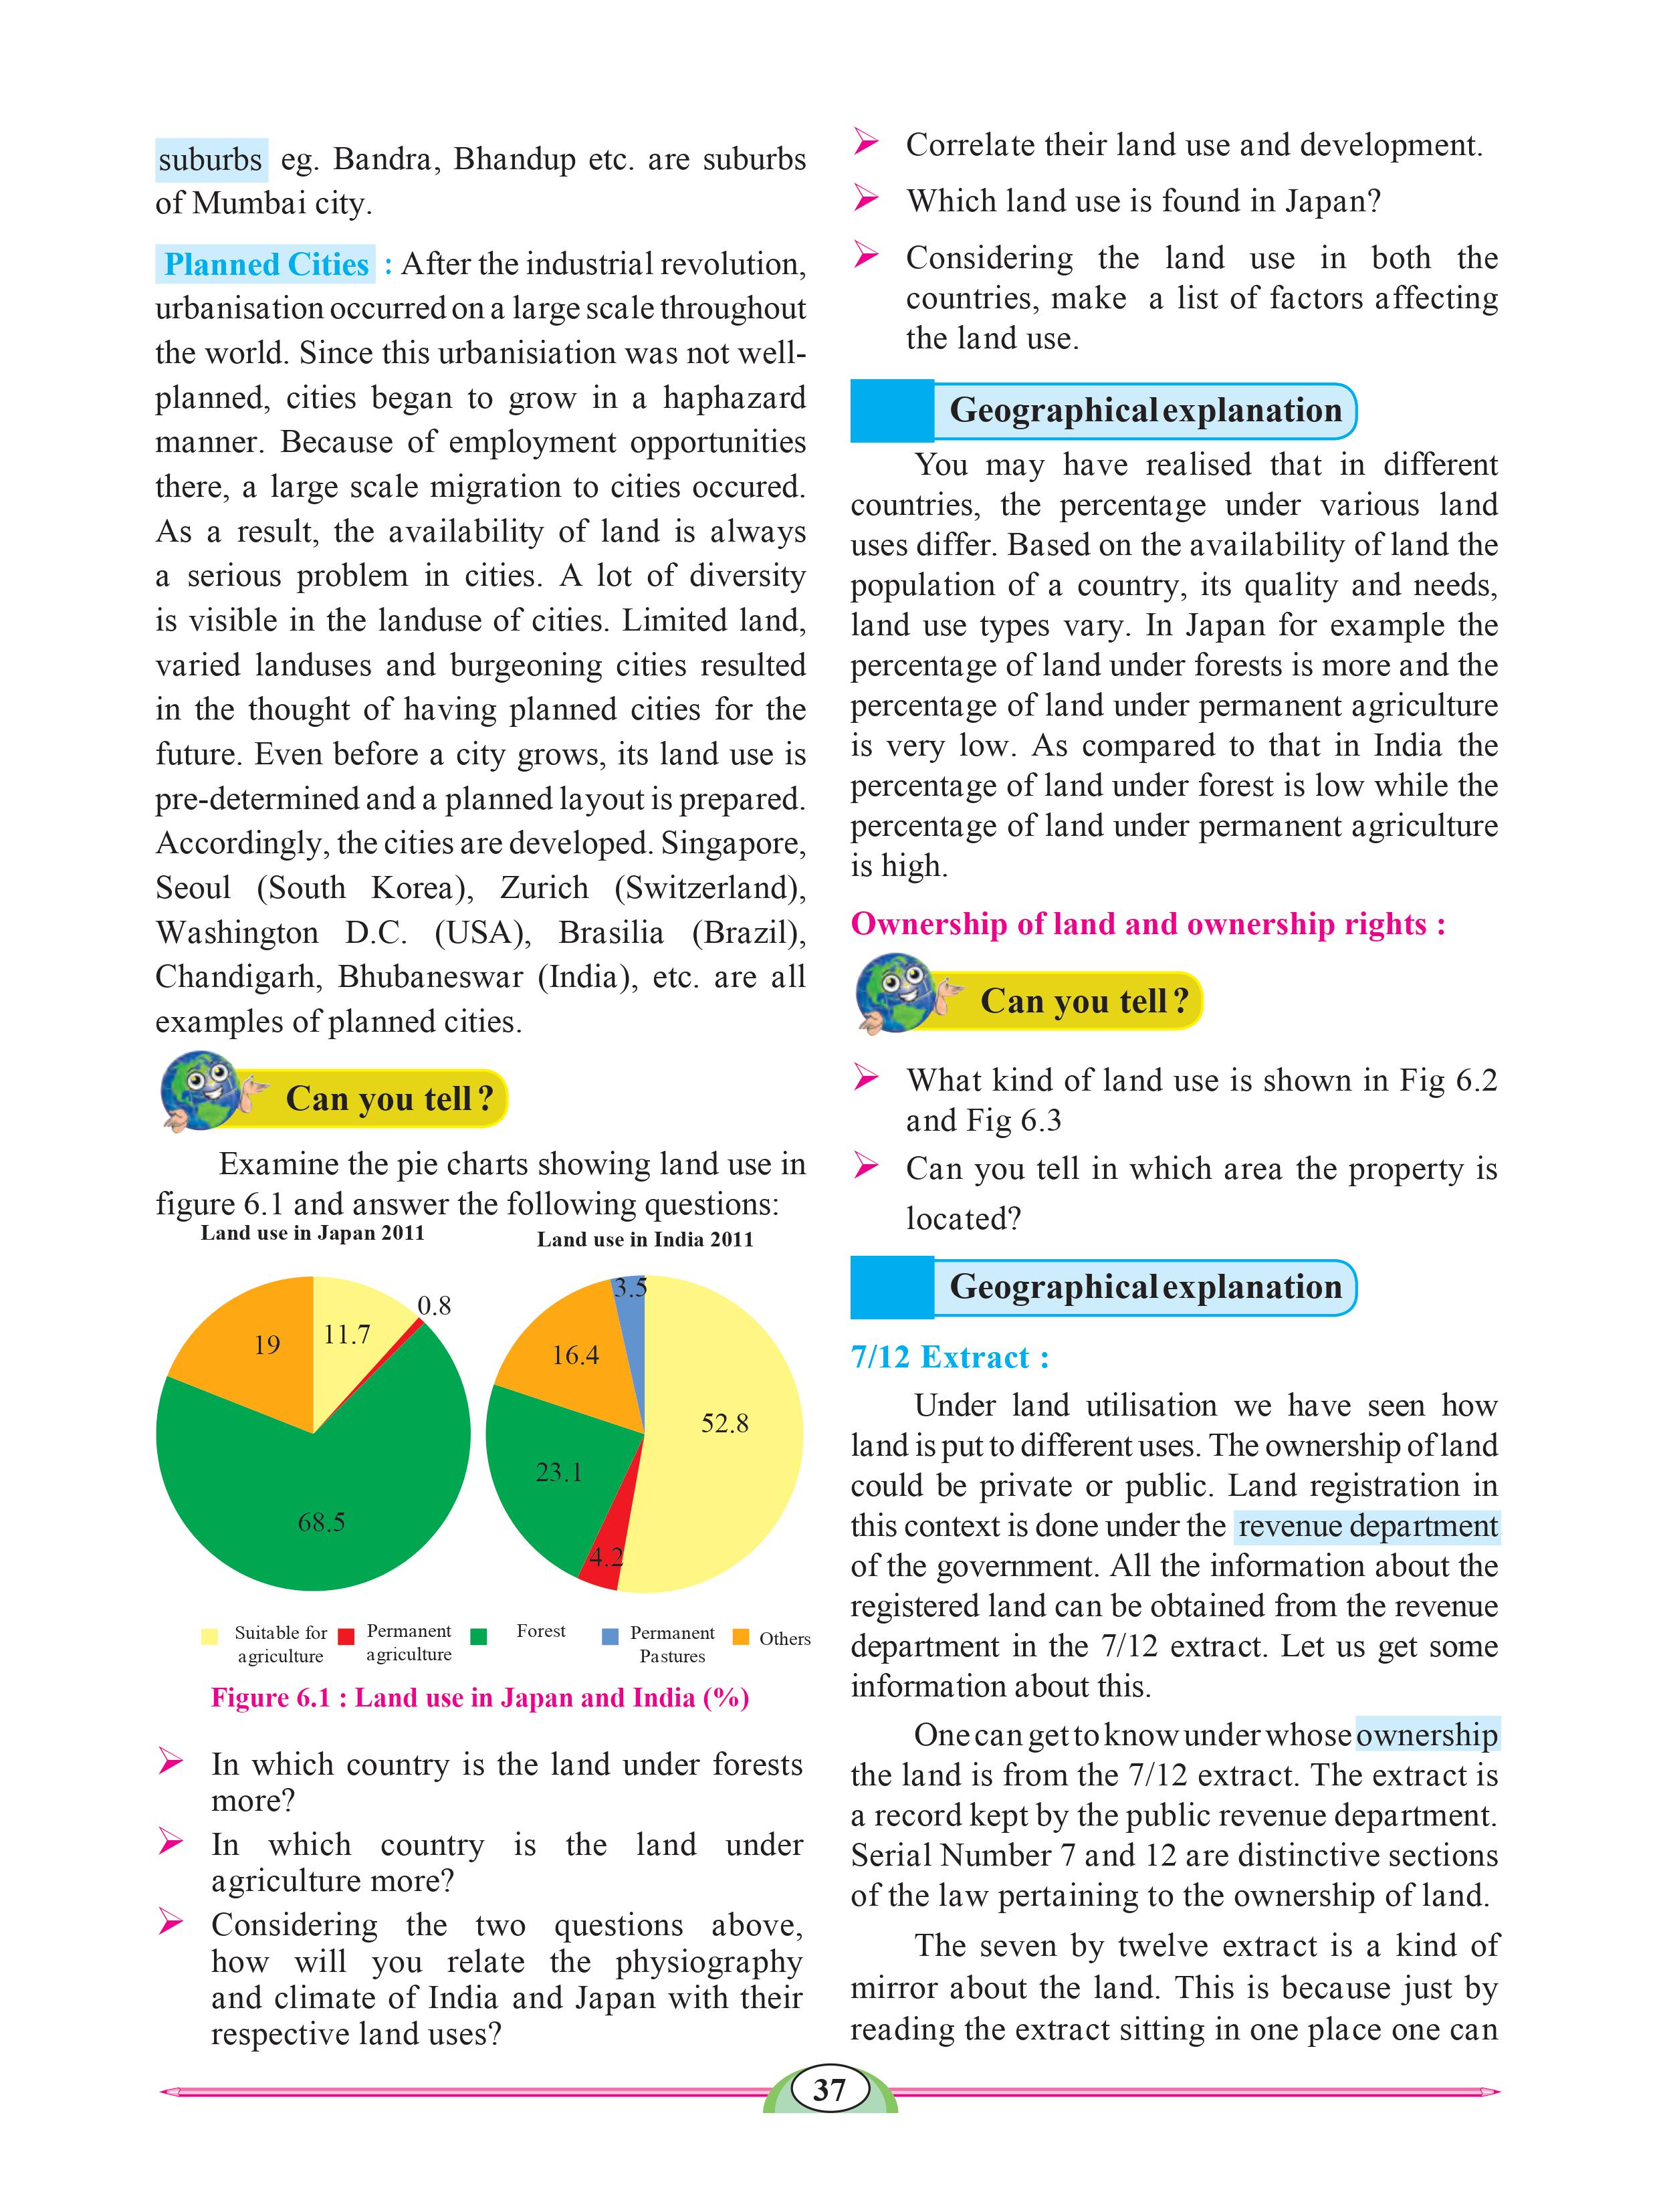 suburbs eg. Bandra, Bhandup etc. are suburbs
of Mumbai city.
Planned Cities : After the industrial revolution,
urbanisation occurred on a large scale throughout
the world. Since this urbanisiation was not well-
planned, cities began to grow in a haphazard
manner. Because of employment opportunities
there, a large scale migration to cities occured.
As a result, the availability of land is always
a serious problem in cities. A lot of diversity
is visible in the landuse of cities. Limited land,
varied landuses and burgeoning cities resulted
in the thought of having planned cities for the
future. Even before a city grows, its land use is
pre-determined and a planned layout is prepared.
Accordingly, the cities are developed. Singapore,
Seoul (South Korea), Zurich (Switzerland),
Washington D.C. (USA), Brasilia (Brazil),
Chandigarh, Bhubaneswar (India), etc. are all
examples of planned cities.
Can you tell ?
Examine the pie charts showing land use in
figure 6.1 and answer the following questions:
Land use in Japan 2011
19
11.7
0.8
68.5
Land use in India 2011
3.5
16.4
52.8
23.1
4.2
Suitable for
agriculture
Permanent
agriculture
Forest
Permanent
Pastures
Others
Figure 6.1 : Land use in Japan and India (%)
In which country is the land under forests
more?
In which country is the land under
agriculture more?
Considering the two questions above,
how will you relate the physiography
and climate of India and Japan with their
respective land uses?
Correlate their land use and development.
Which land use is found in Japan?
Considering the land use in both the
countries, make a list of factors affecting
the land use.
Geographical explanation
You may have realised that in different
countries, the percentage under various land
uses differ. Based on the availability of land the
population of a country, its quality and needs,
land use types vary. In Japan for example the
percentage of land under forests is more and the
percentage of land under permanent agriculture
is very low. As compared to that in India the
percentage of land under forest is low while the
percentage of land under permanent agriculture
is high.
Ownership of land and ownership rights :
Can you tell ?
What kind of land use is shown in Fig 6.2
and Fig 6.3
Can you tell in which area the property is
located?
Geographical explanation
7/12 Extract :
Under land utilisation we have seen how
land is put to different uses. The ownership of land
could be private or public. Land registration in
this context is done under the revenue department
of the government. All the information about the
registered land can be obtained from the revenue
department in the 7/12 extract. Let us get some
information about this.
One can get to know under whose ownership
the land is from the 7/12 extract. The extract is
a record kept by the public revenue department.
Serial Number 7 and 12 are distinctive sections
of the law pertaining to the ownership of land.
The seven by twelve extract is a kind of
mirror about the land. This is because just by
reading the extract sitting in one place one can
37